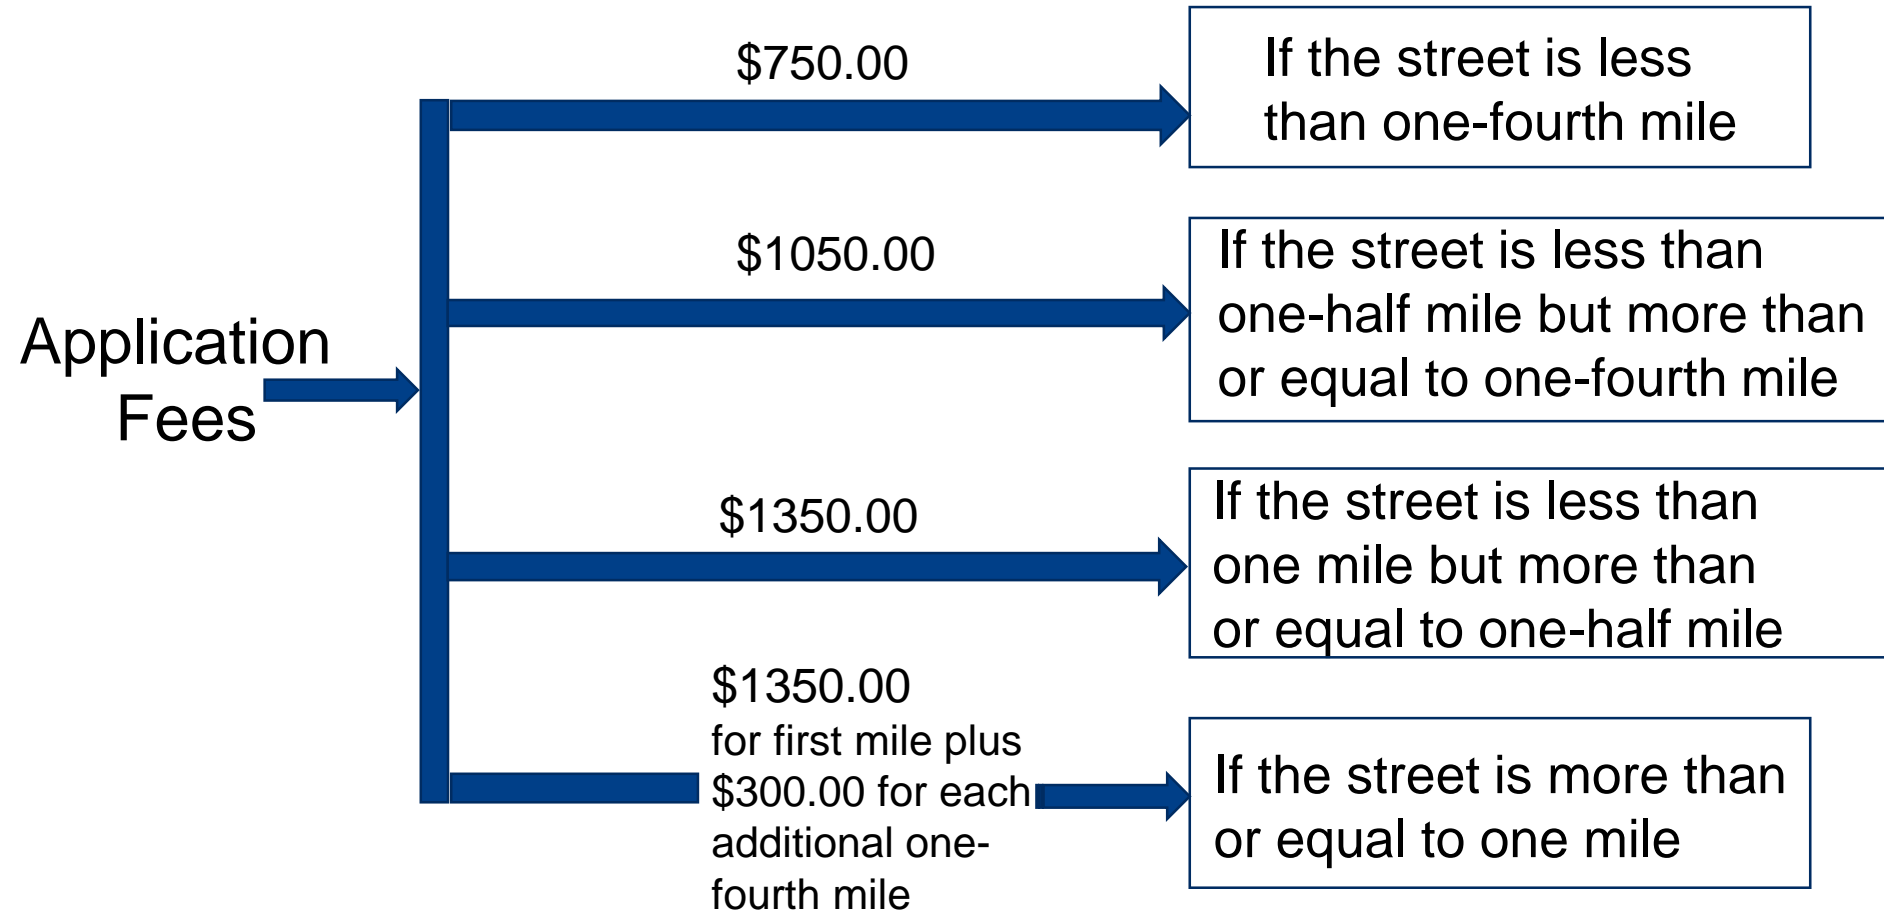 Application
Fees
$750.00
If the street is less
than one-fourth mile
$1050.00
If the street is less than
one-half mile but more than
or equal to one-fourth mile
$1350.00
If the street is less than
one mile but more than
or equal to one-half mile
$1350.00
for first mile plus
$300.00 for each
additional one-
fourth mile
If the street is more than
or equal to one mile